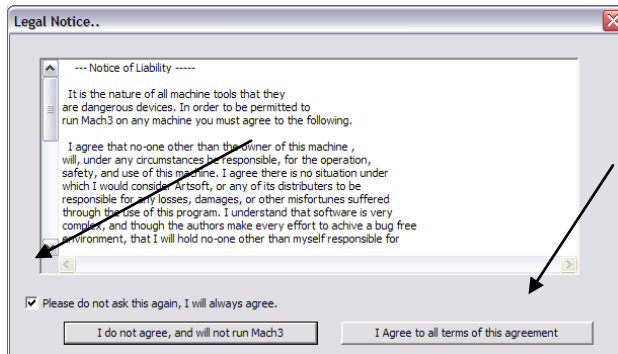 Legal Notice..
--- Notice of Liability -----
It is the nature of all machine tools that they
are dangerous devices. In order to be permitted to
run Mach3 on any machine you must agree to the following.
I agree that no-one other than the owner of this machine ,
will, under any circumstances be responsible, for the operation,
safety, and use of this machine. I agree there is no situation under
which I would consider Artsoft, or any of its distributers to be
responsible for any losses, damages, or other misfortunes suffered
through the use of this program. I understand that software is very
complex, and though the authors make every effort to achive a bug free
environment, that I will hold no-one other than myself responsible for
Please do not ask this again, I will always agree.
I do not agree, and will not run Mach3 I Agree to all terms of this agreement